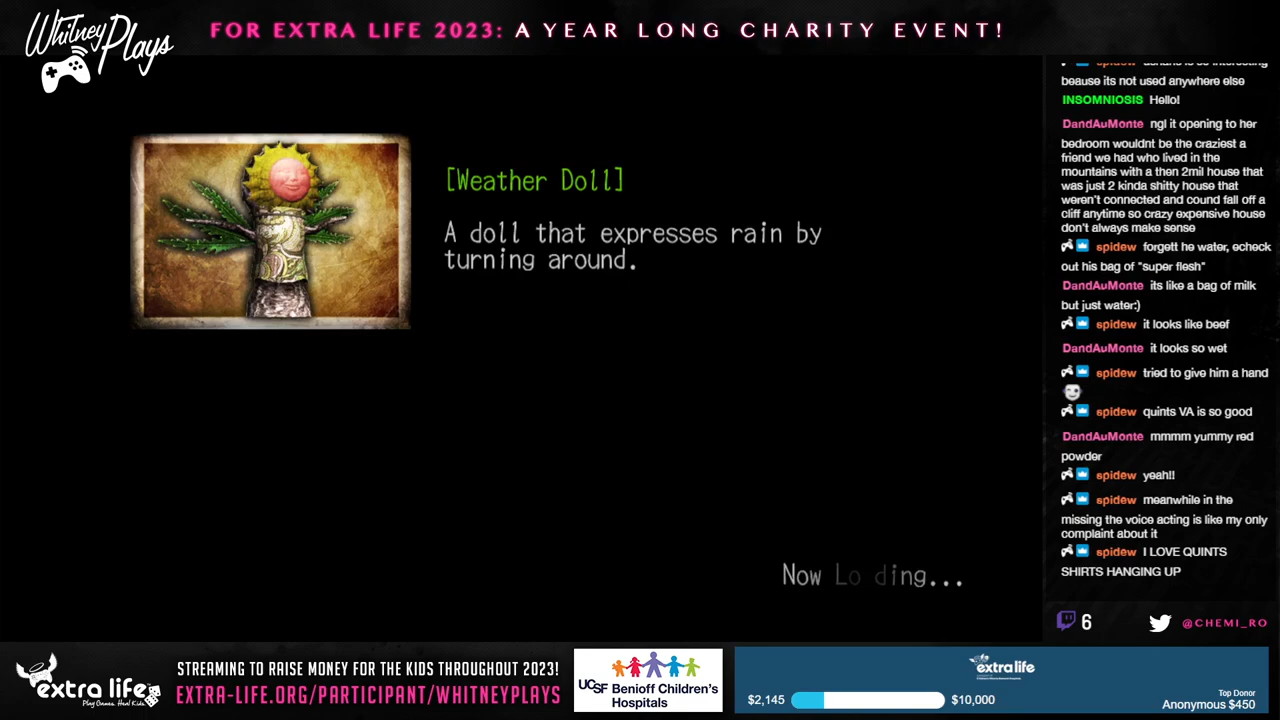 Whitney Plays
FOR EXTRA LIFE 2023: A YEAR LONG CHARITY EVENT!
[Weather Doll]
A doll that expresses rain by
turning around.
Now Lo ding...
beause its not used anywhere else
INSOMNIOSIS Hello!
DandAuMonte ngl it opening to her
bedroom wouldnt be the craziest a
friend we had who lived in the
mountains with a then 2mil house that
was just 2 kinda shitty house that
weren't connected and cound fall off a
cliff anytime so crazy expensive house
don't always make sense
spidew forgett he water, echeck
out his bag of "super flesh"
DandAuMonte its like a bag of milk
but just water:)
spidew it looks like beef
DandAuMonte it looks so wet
spidew tried to give him a hand
spidew quints VA is so good
DandAuMonte mmmm yummy red
powder
spidew yeah!!
spidew meanwhile in the
missing the voice acting is like my only
complaint about it
spidew I LOVE QUINTS
SHIRTS HANGING UP
6
@CHEMI_RO
extra life
Play Games. Heal Kids.
STREAMING TO RAISE MONEY FOR THE KIDS THROUGHOUT 2023!
EXTRA-LIFE.ORG/PARTICIPANT/WHITNEYPLAYS
UCSF Benioff Children's
Hospitals
extra life
$2,145
$10,000
Top Donor
Anonymous $450